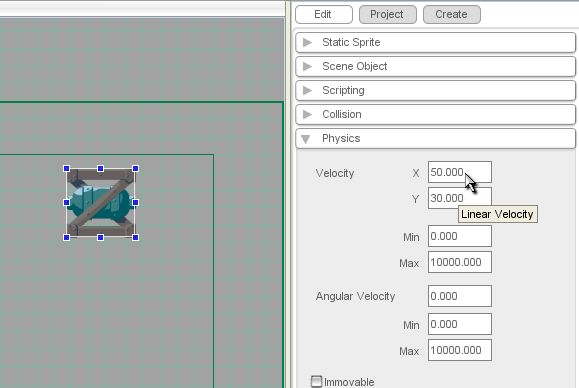 Edit Project Create
Static Sprite
Scene Object
Scripting
Collision
Physics
Velocity X 50.000
Y 30.000
Linear Velocity
Min 0.000
Max 10000.000
Angular Velocity 0.000
Min 0.000
Max 10000.000
Immovable